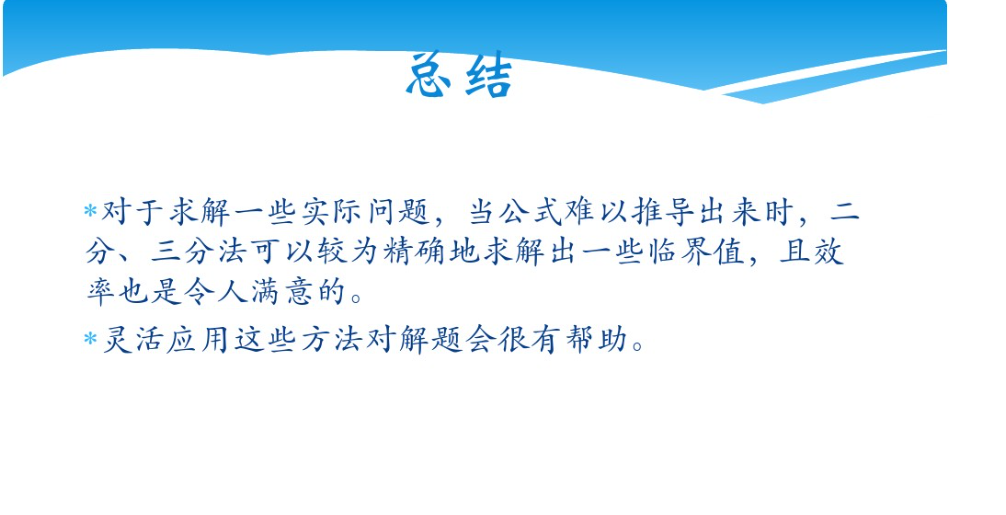 总结
*对于求解一些实际问题，当公式难以推导出来时，二
分、三分法可以较为精确地求解出一些临界值，且效
率也是令人满意的。
*灵活应用这些方法对解题会很有帮助。